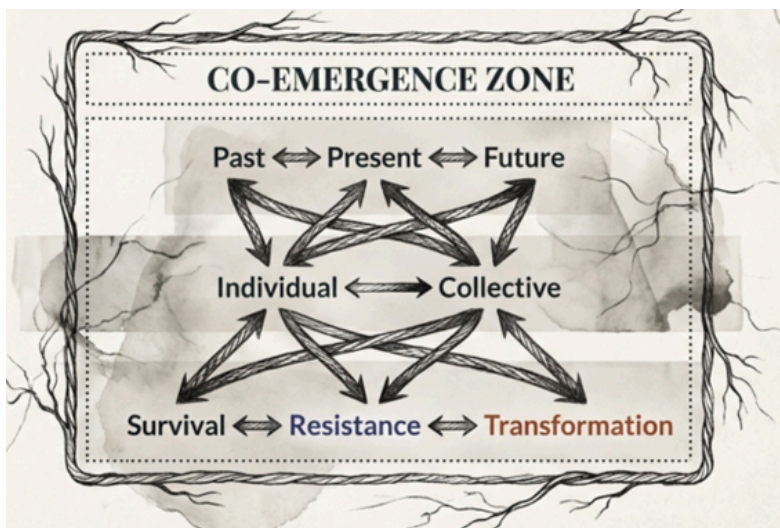 CO-EMERGENCE ZONE
Past Present Future
Individual Collective
Survival Resistance Transformation